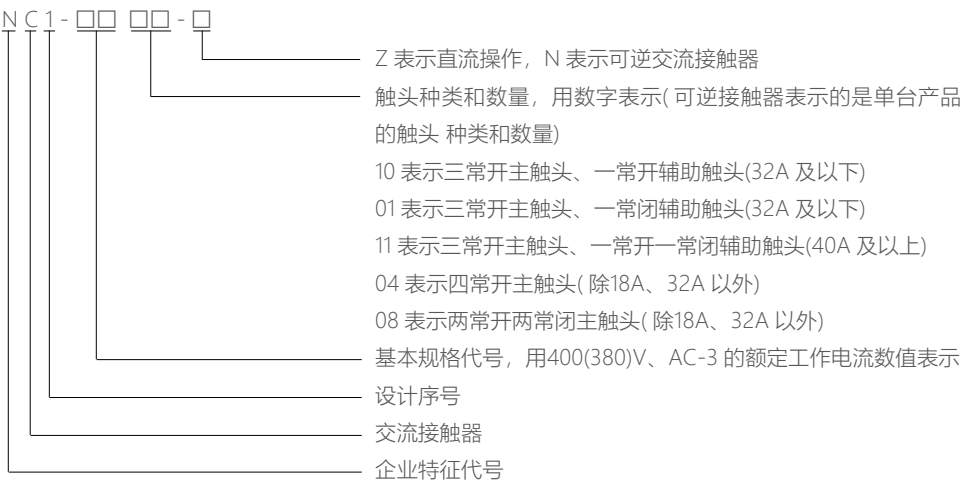 NC1-□□ □□-□
Z 表示直流操作，N 表示可逆交流接触器
触头种类和数量，用数字表示( 可逆接触器表示的是单台产品
的触头 种类和数量)
10 表示三常开主触头、一常开辅助触头(32A 及以下)
01 表示三常开主触头、一常闭辅助触头(32A 及以下)
11 表示三常开主触头、一常开一常闭辅助触头(40A 及以上)
04 表示四常开主触头( 除18A、32A 以外)
08 表示两常开两常闭主触头( 除18A、32A 以外)
基本规格代号，用400(380)V、AC-3 的额定工作电流数值表示
设计序号
交流接触器
企业特征代号